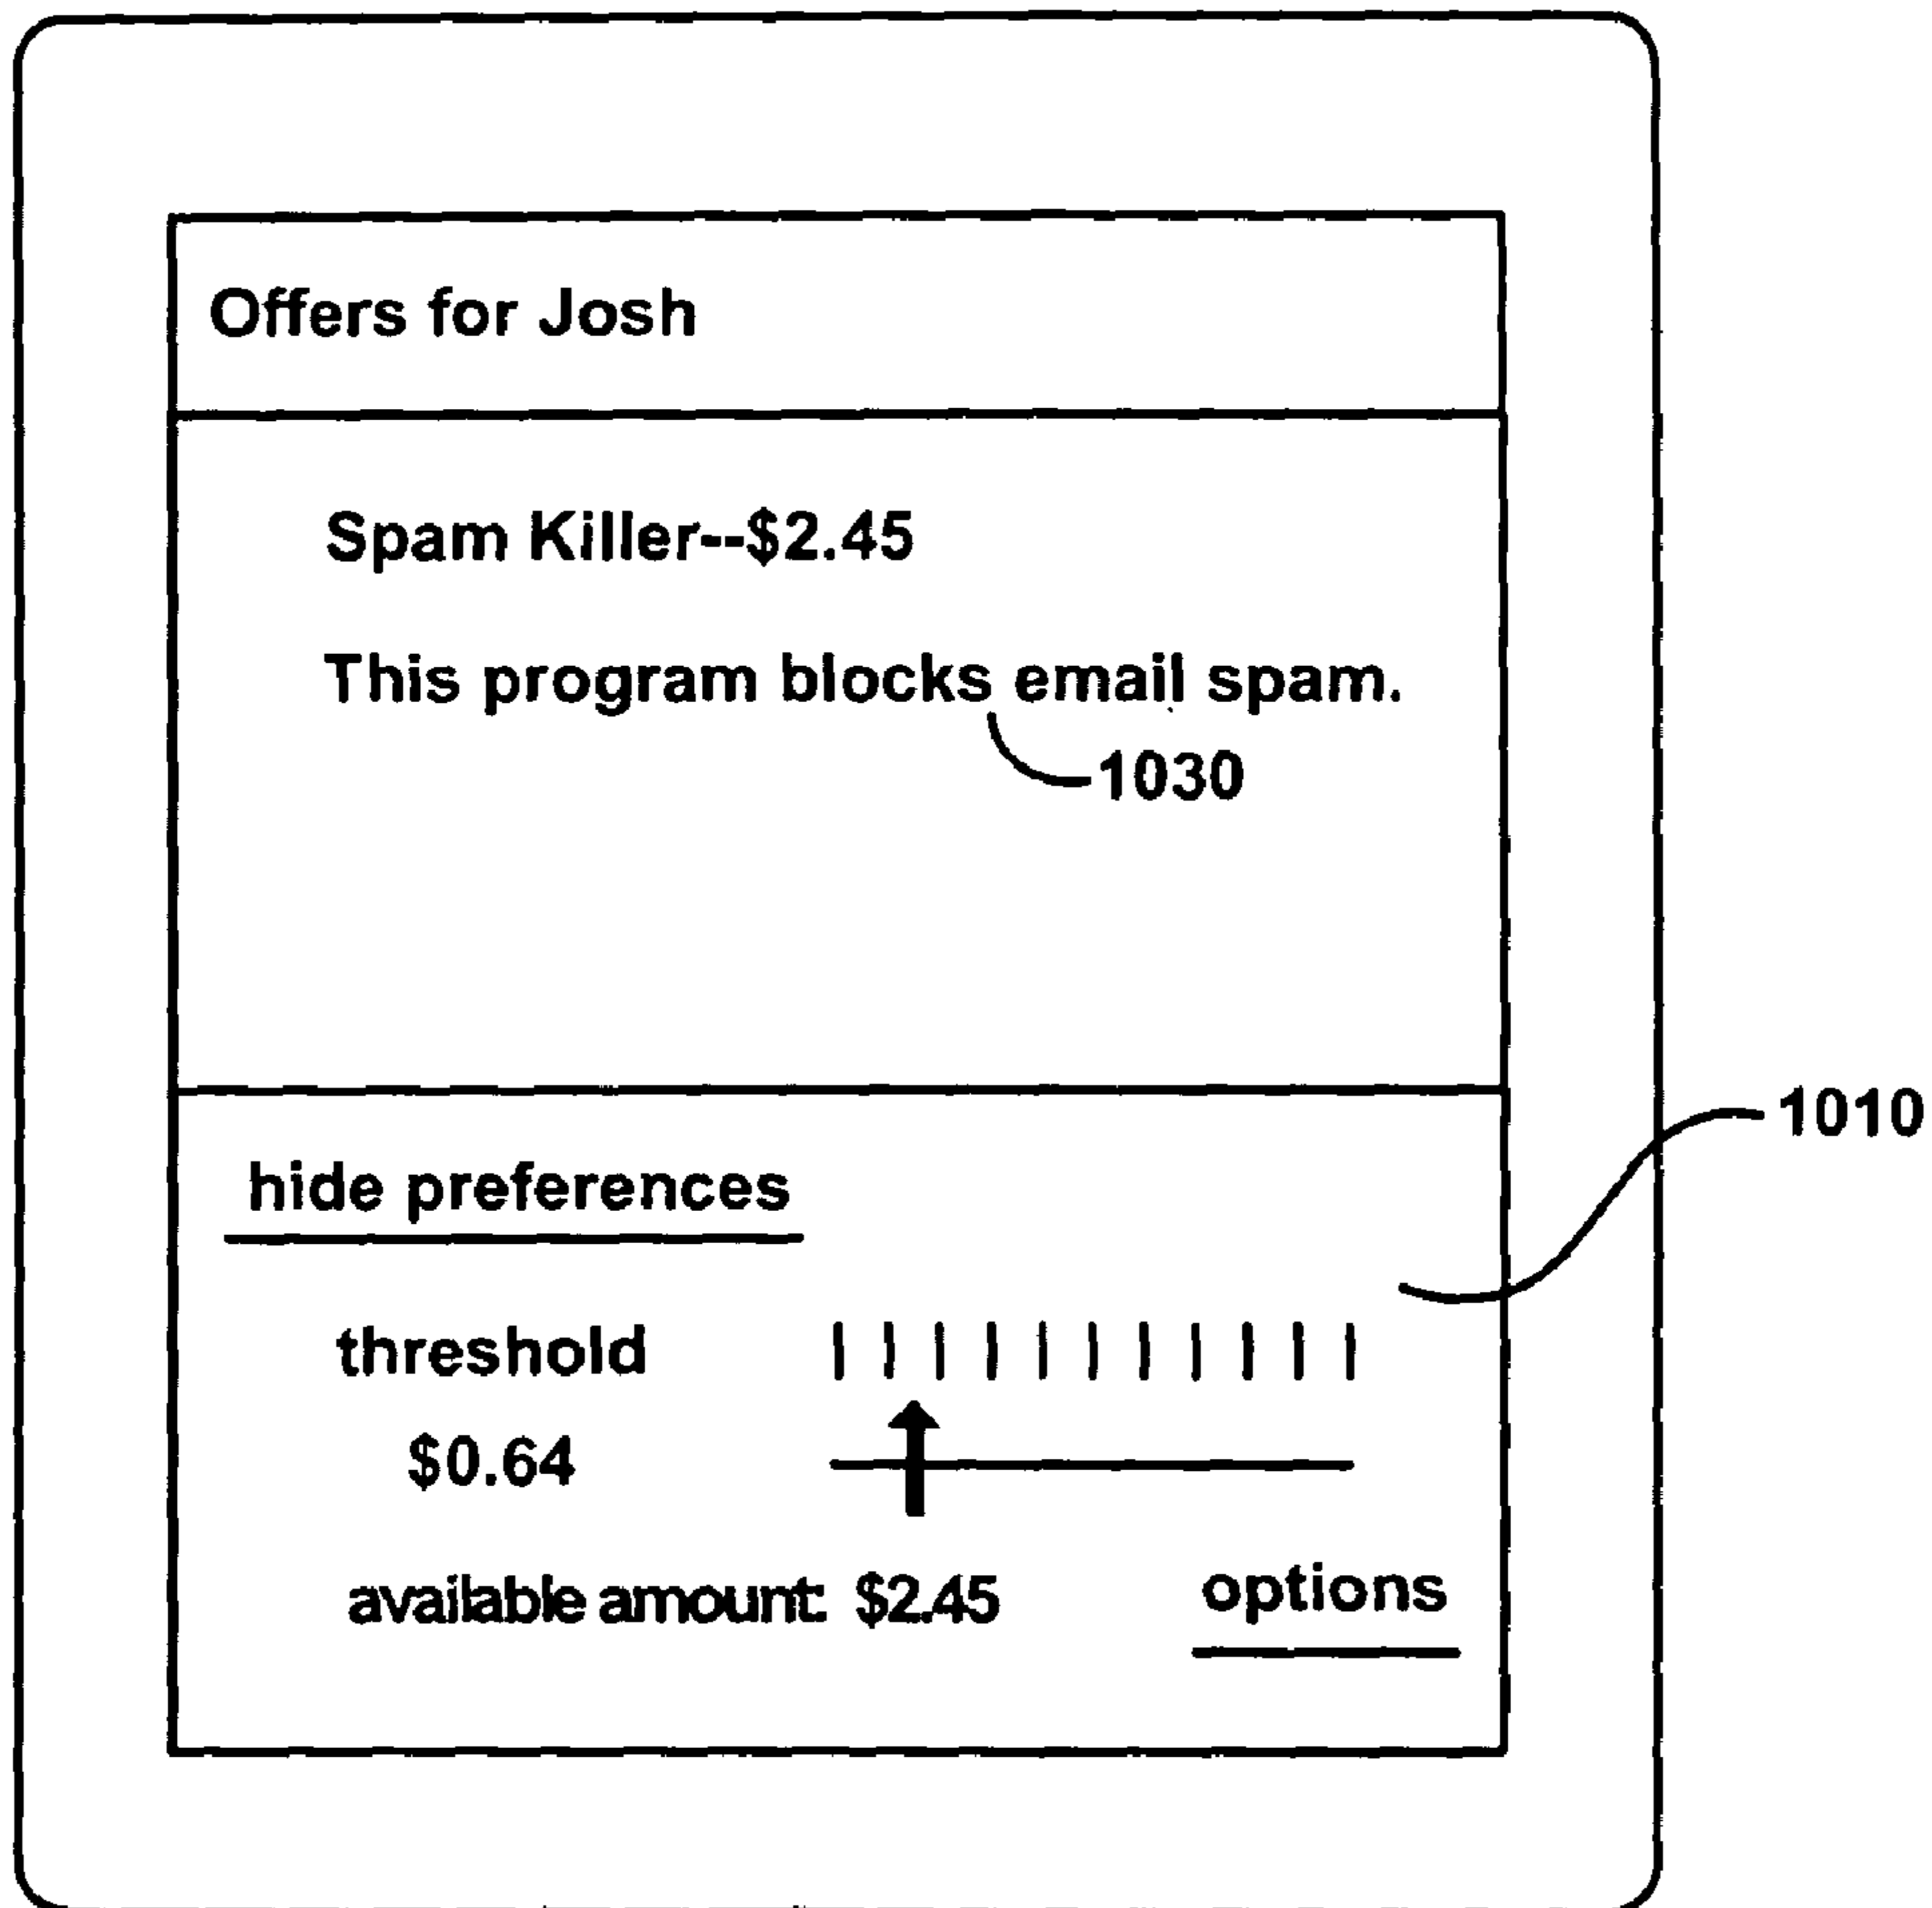 Offers for Josh
Spam Killer--$2.45
This program blocks email spam.
1030
1010
hide preferences
threshold
$0.64
available amount: $2.45
options